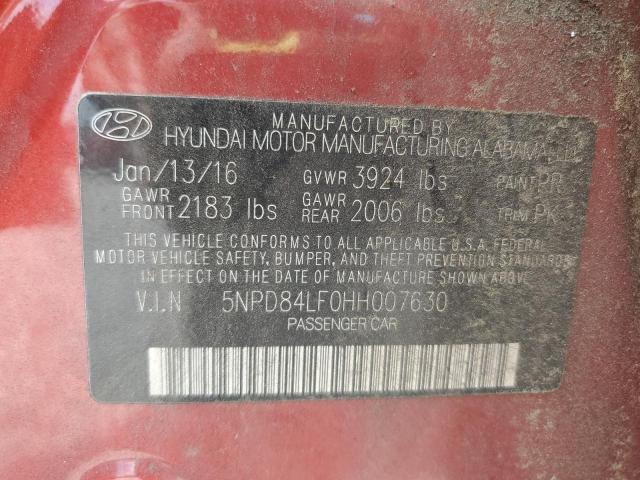 MANUFACTURED BY
HYUNDAI MOTOR MANUFACTURING ALABAMA, LLC
Jan/13/16 GVWR 3924 lbs PAINT PR
GAWR FRONT 2183 lbs GAWR REAR 2006 lbs TRIM PK
THIS VEHICLE CONFORMS TO ALL APPLICABLE U.S.A. FEDERAL
MOTOR VEHICLE SAFETY, BUMPER, AND THEFT PREVENTION STANDARDS
IN EFFECT ON THE DATE OF MANUFACTURE SHOWN ABOVE.
V.I.N 5NPD84LF0HH007630
PASSENGER CAR